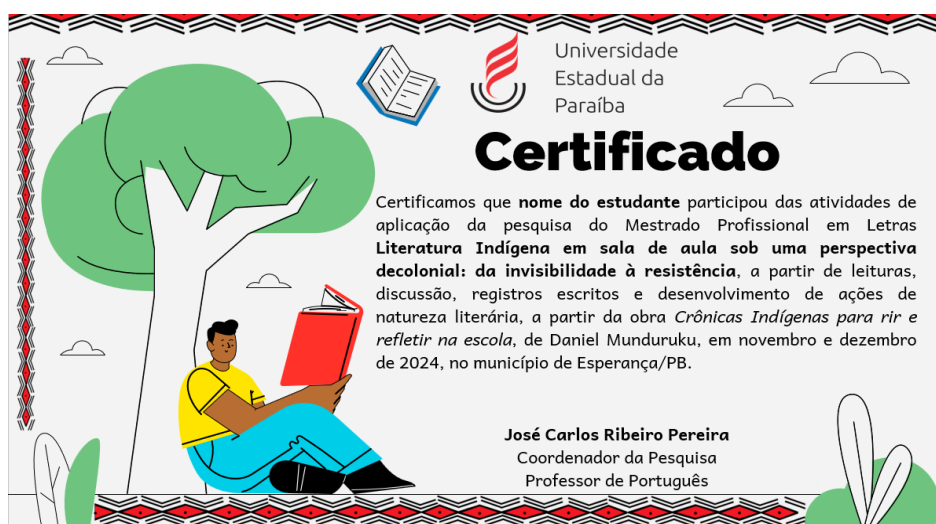 Universidade
Estadual da
Paraíba
Certificado
Certificamos que nome do estudante participou das atividades de
aplicação da pesquisa do Mestrado Profissional em Letras
Literatura Indígena em sala de aula sob uma perspectiva
decolonial: da invisibilidade à resistência, a partir de leituras,
discussão, registros escritos e desenvolvimento de ações de
natureza literária, a partir da obra Crônicas Indígenas para rir e
refletir na escola, de Daniel Munduruku, em novembro e dezembro
de 2024, no município de Esperança/PB.
José Carlos Ribeiro Pereira
Coordenador da Pesquisa
Professor de Português